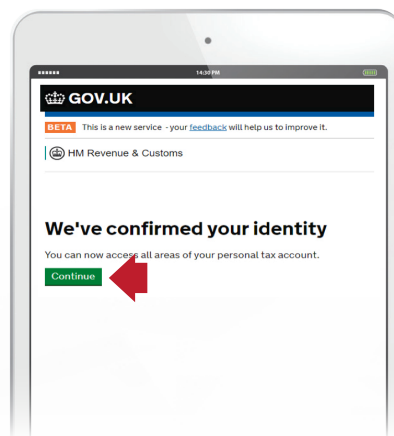 14:30 PM
GOV.UK
BETA This is a new service - your feedback will help us to improve it.
HM Revenue & Customs
We've confirmed your identity
You can now access all areas of your personal tax account.
Continue